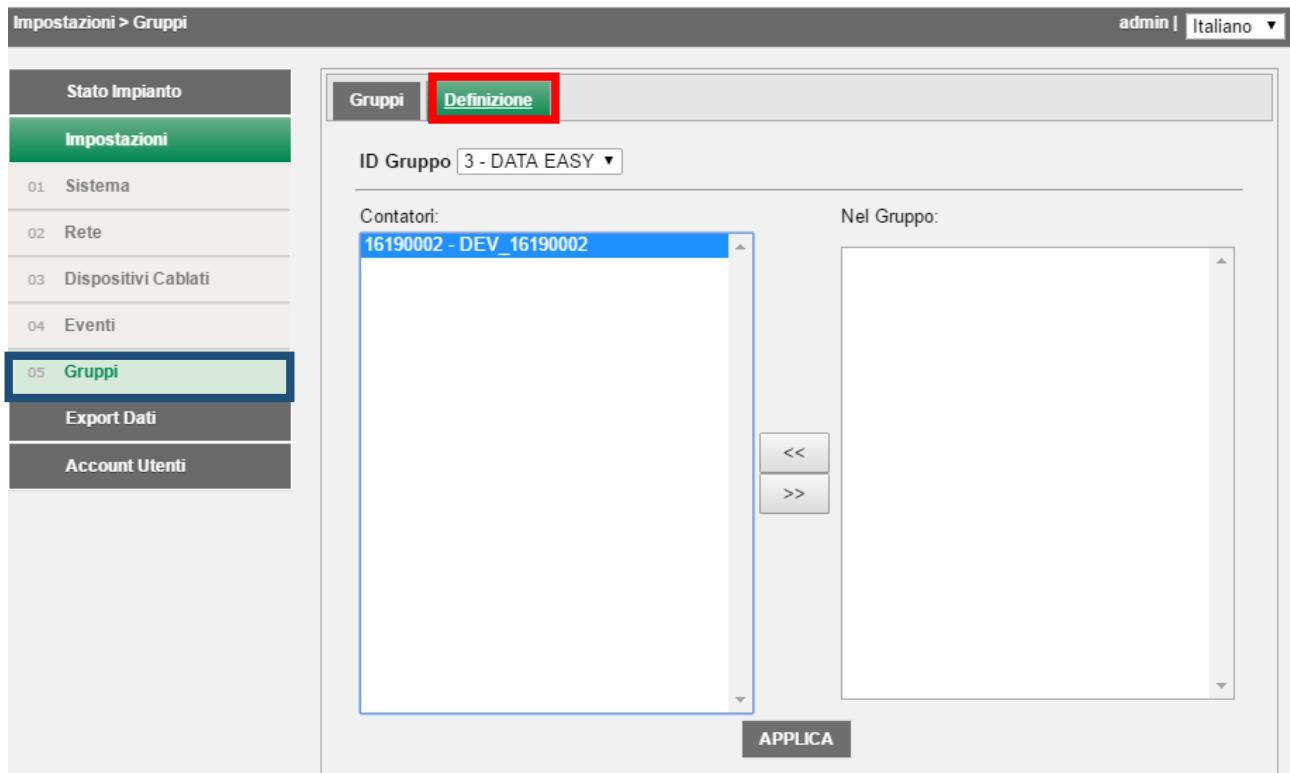 Impostazioni > Gruppi
admin | Italiano ▼
Stato Impianto
Impostazioni
01 Sistema
02 Rete
03 Dispositivi Cablati
04 Eventi
05 Gruppi
Export Dati
Account Utenti
Gruppi Definizione
ID Gruppo 3 - DATA EASY ▼
Contatori:
16190002 - DEV_16190002
<<
>>
Nel Gruppo:
APPLICA